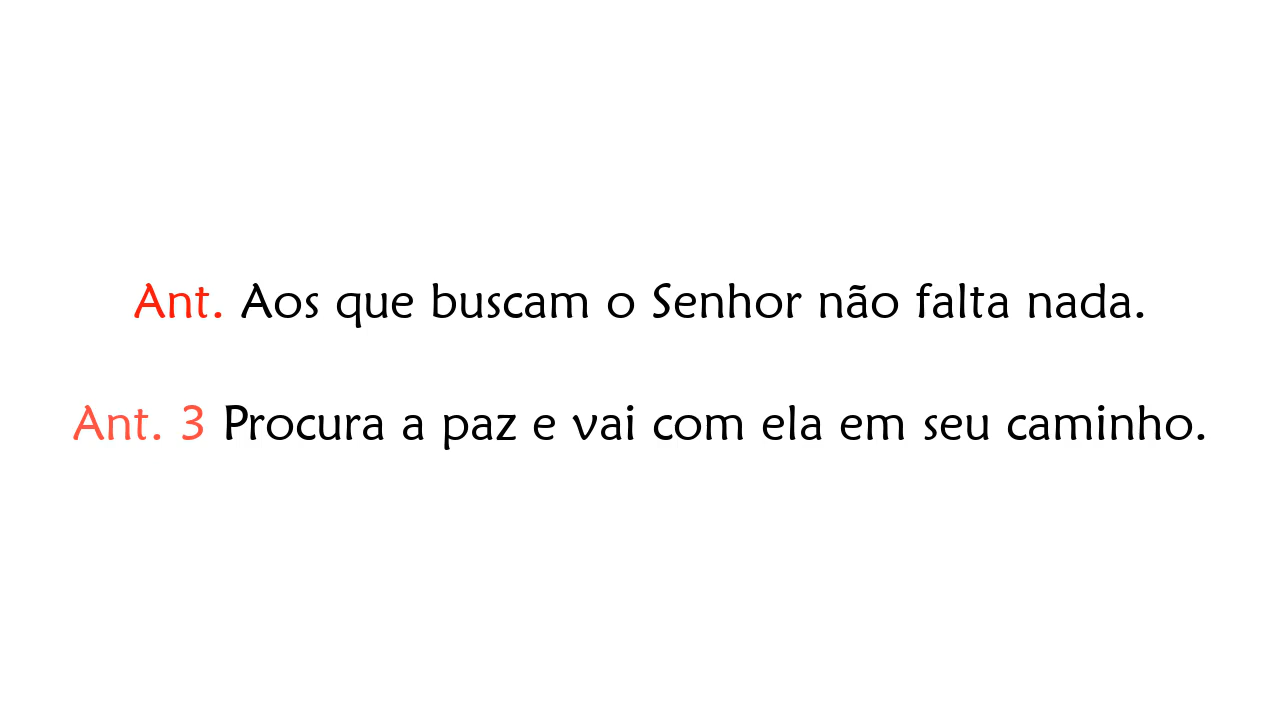 Ant. Aos que buscam o Senhor não falta nada.
Ant. 3 Procura a paz e vai com ela em seu caminho.